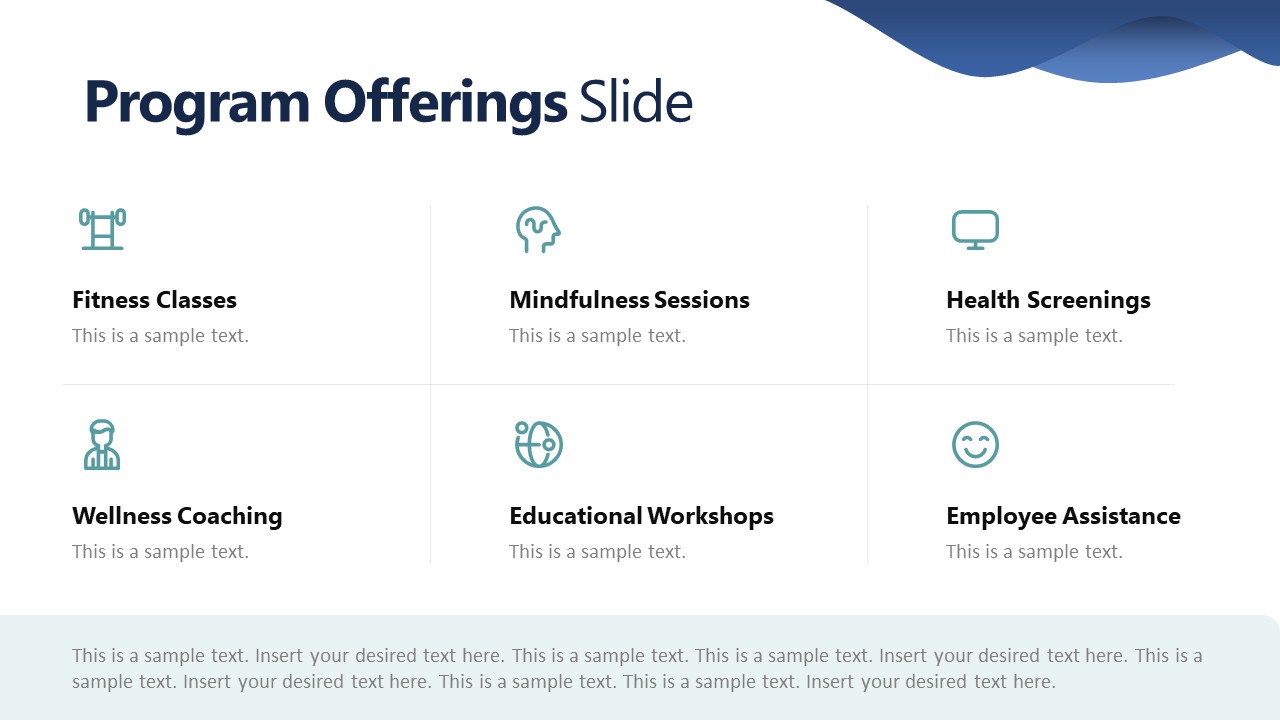 Program Offerings Slide
Fitness Classes
This is a sample text.
Mindfulness Sessions
This is a sample text.
Health Screenings
This is a sample text.
Wellness Coaching
This is a sample text.
Educational Workshops
This is a sample text.
Employee Assistance
This is a sample text.
This is a sample text. Insert your desired text here. This is a sample text. This is a sample text. Insert your desired text here. This is a
sample text. Insert your desired text here. This is a sample text. This is a sample text. Insert your desired text here.